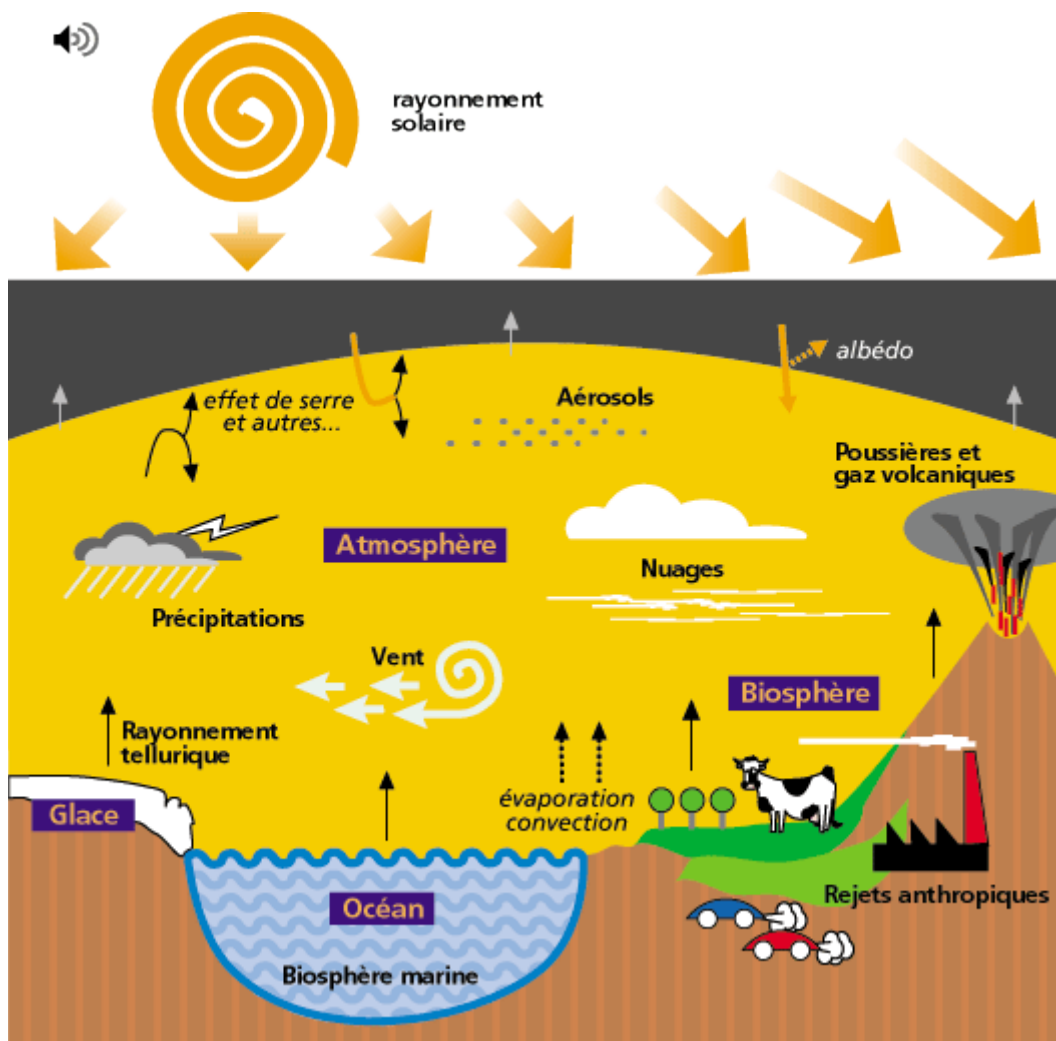 rayonnement
solaire
albédo
effet de serre
et autres...
Aérosols
Poussières et
gaz volcaniques
Atmosphère
Nuages
Précipitations
Vent
Biosphère
Rayonnement
tellurique
Glace
évaporation
convection
Océan
Rejets anthropiques
Biosphère marine